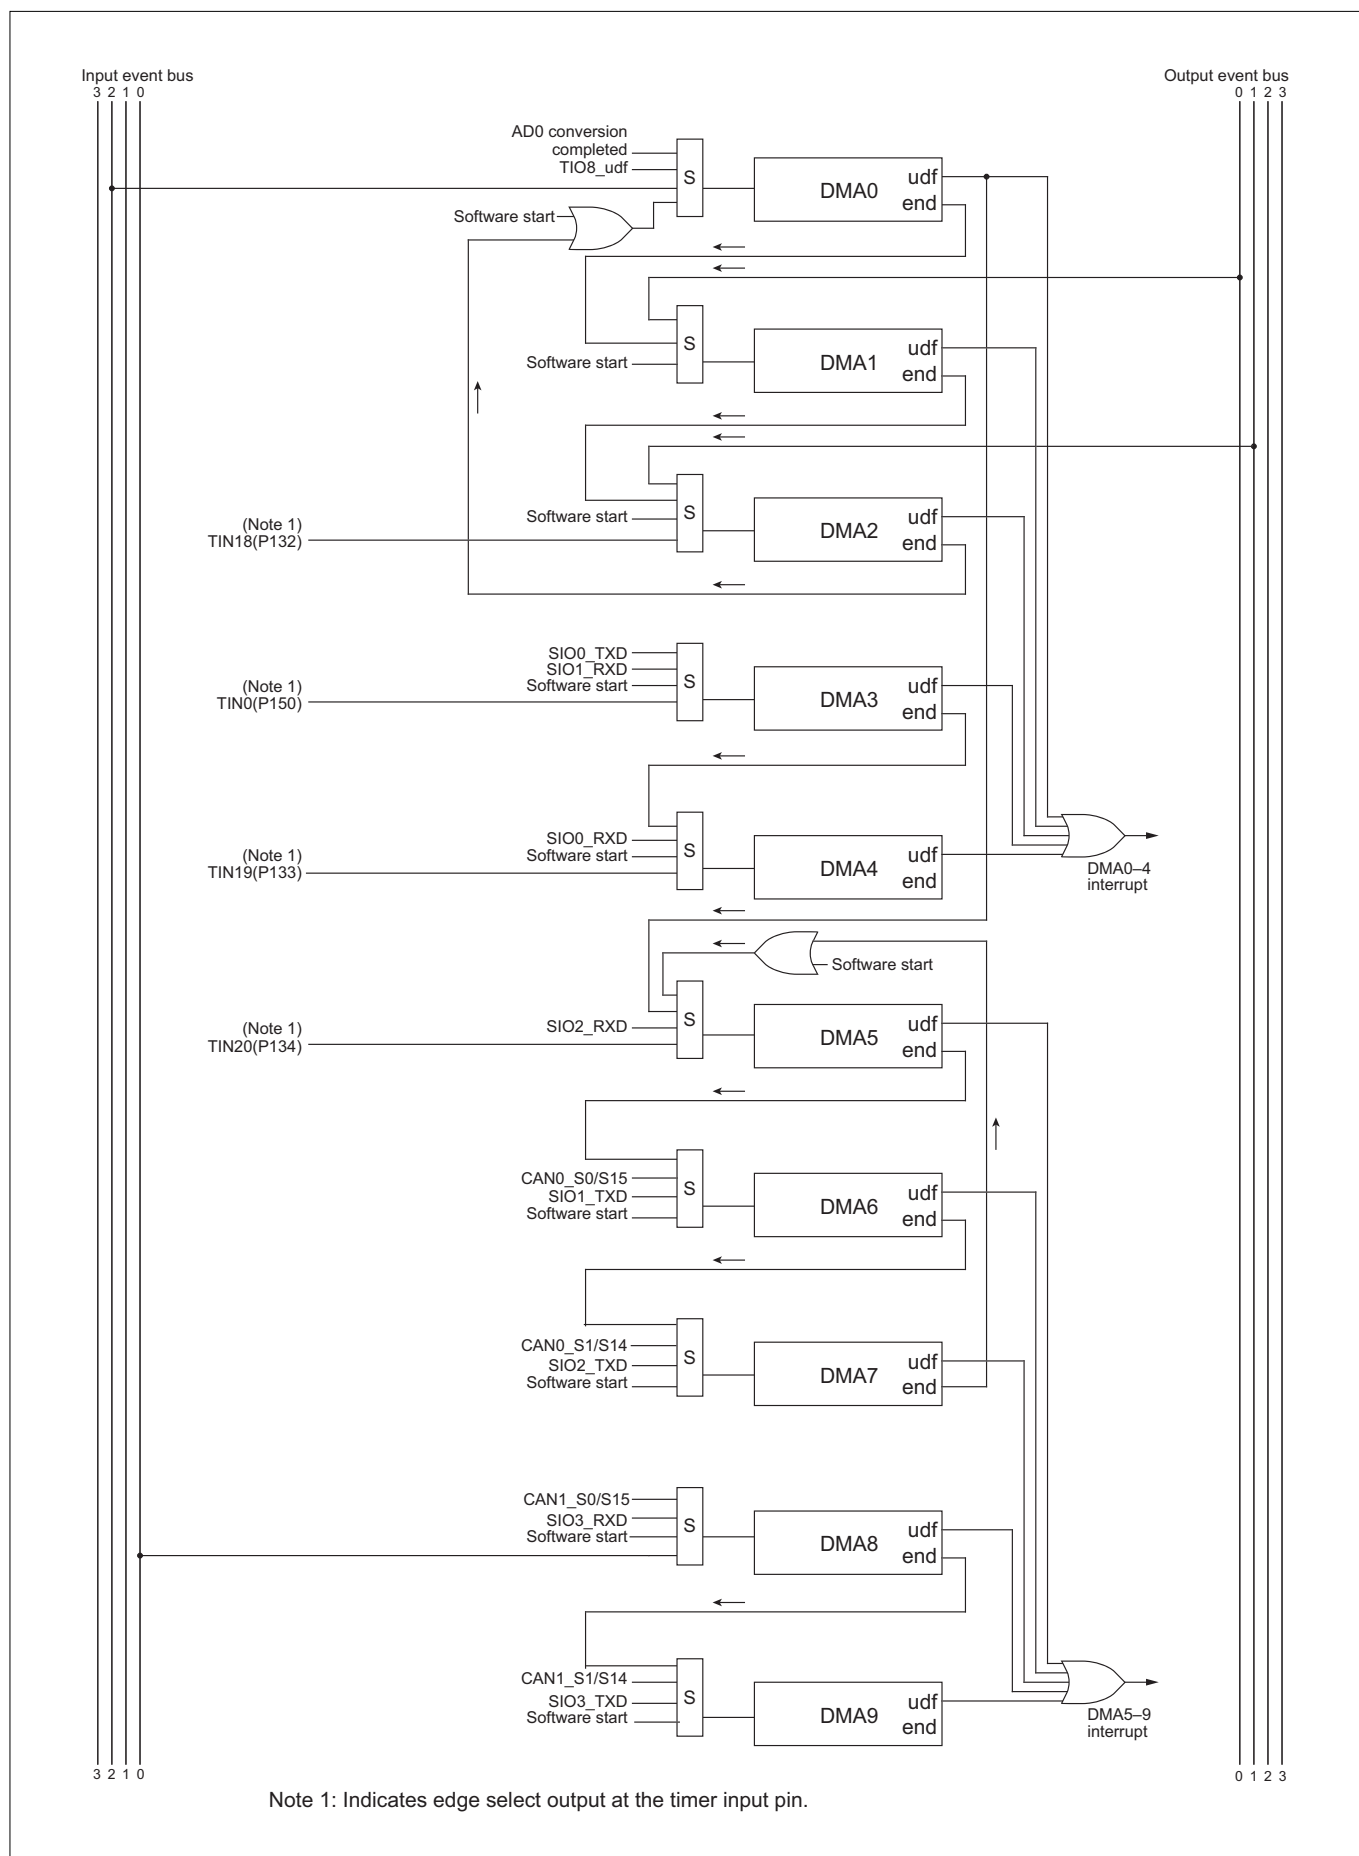 Input event bus
3 2 1 0
Output event bus
0 1 2 3
AD0 conversion
completed
TIO8_udf
S
DMA0
udf
end
Software start
S
DMA1
udf
end
Software start
(Note 1)
TIN18(P132)
Software start
S
DMA2
udf
end
(Note 1)
TIN0(P150)
SIO0_TXD
SIO1_RXD
Software start
S
DMA3
udf
end
(Note 1)
TIN19(P133)
SIO0_RXD
Software start
S
DMA4
udf
end
DMA0–4
interrupt
Software start
(Note 1)
TIN20(P134)
SIO2_RXD
S
DMA5
udf
end
CAN0_S0/S15
SIO1_TXD
Software start
S
DMA6
udf
end
CAN0_S1/S14
SIO2_TXD
Software start
S
DMA7
udf
end
CAN1_S0/S15
SIO3_RXD
Software start
S
DMA8
udf
end
CAN1_S1/S14
SIO3_TXD
Software start
S
DMA9
udf
end
DMA5–9
interrupt
3 2 1 0
0 1 2 3
Note 1: Indicates edge select output at the timer input pin.